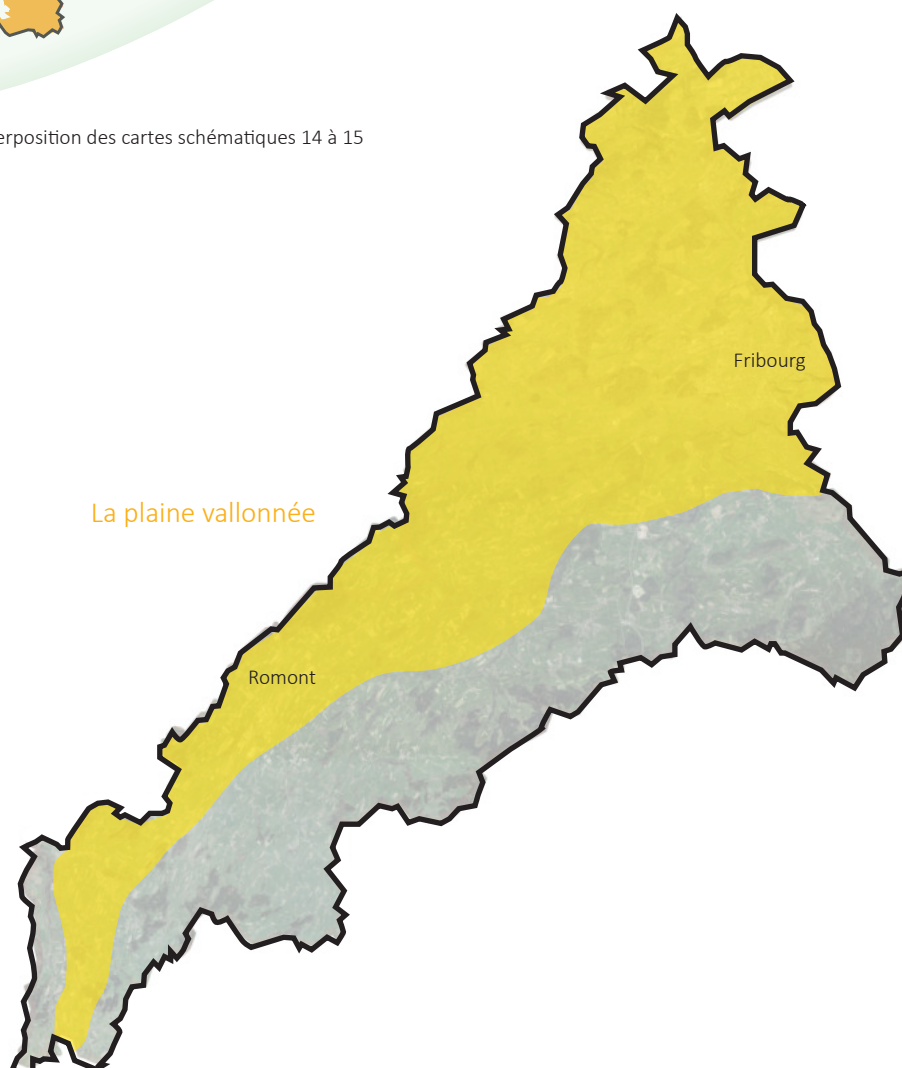 erposition des cartes schématiques 14 à 15
Fribourg
La plaine vallonnée
Romont